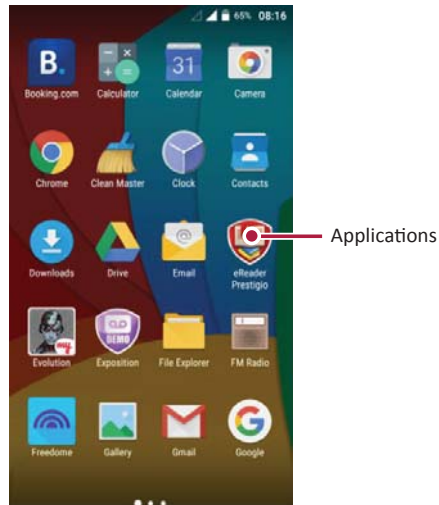 65% 08:16
B.
31
Booking.com Calculator Calendar Camera
Chrome Clean Master Clock Contacts
@
Applications
Downloads Drive Email eReader
Prestigio
my
DEMO
Evolution Exposition File Explorer FM Radio
G
Freedome Gallery Gmail Google